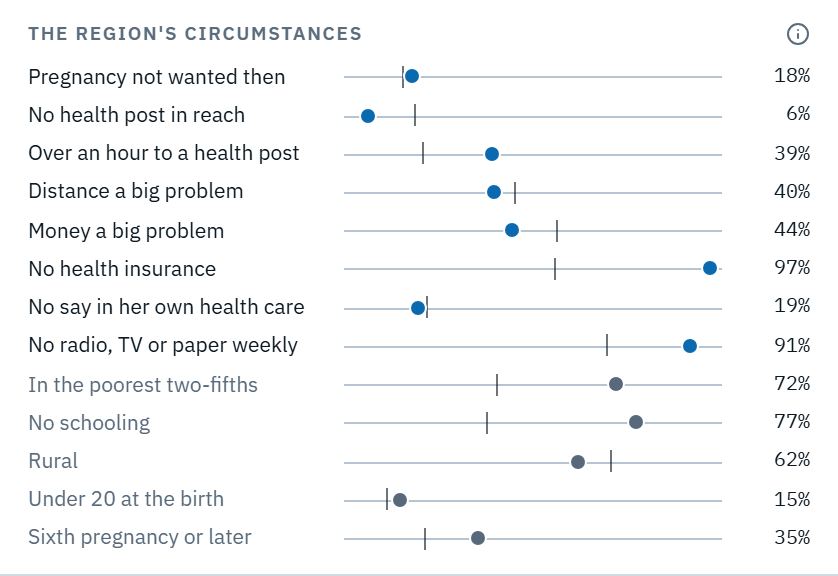 THE REGION'S CIRCUMSTANCES
Pregnancy not wanted then 18%
No health post in reach 6%
Over an hour to a health post 39%
Distance a big problem 40%
Money a big problem 44%
No health insurance 97%
No say in her own health care 19%
No radio, TV or paper weekly 91%
In the poorest two-fifths 72%
No schooling 77%
Rural 62%
Under 20 at the birth 15%
Sixth pregnancy or later 35%